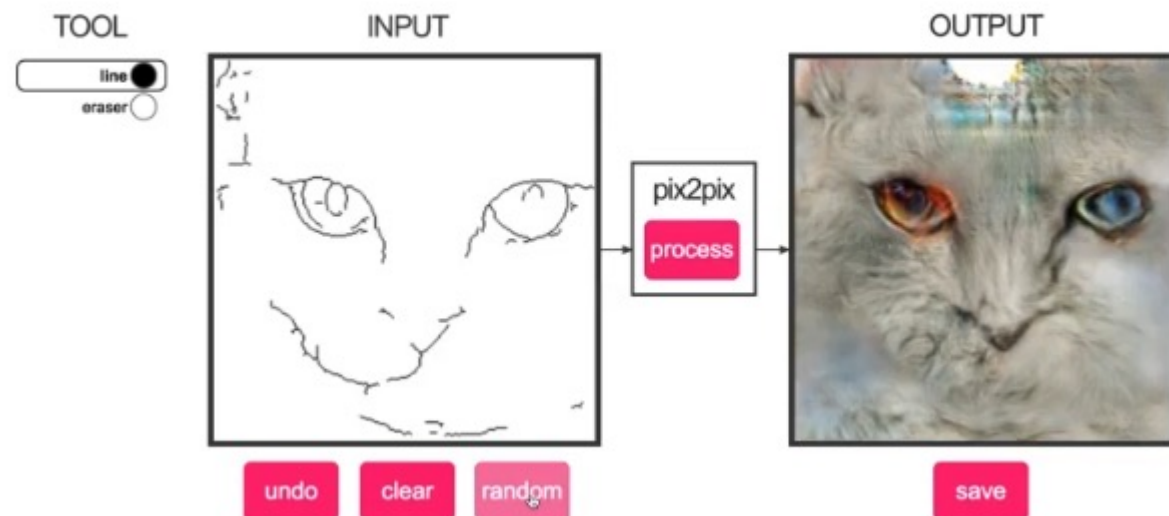 TOOL
INPUT
OUTPUT
line
eraser
pix2pix
process
undo
clear
random
save